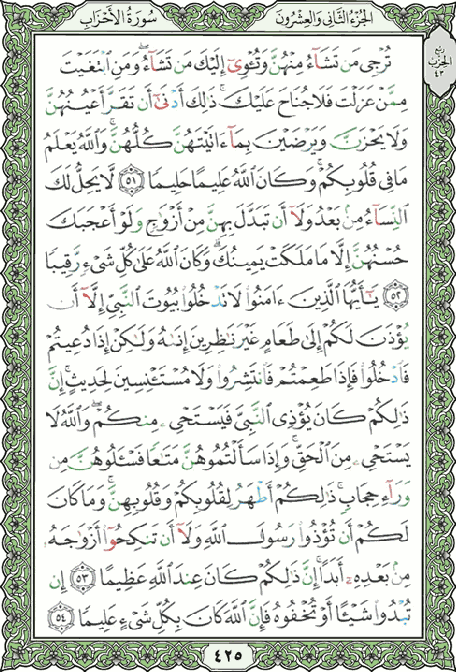 الجزء الثاني والعشرون
سورة الأحزاب
ربع
الحزب
٤٣
تُرْجِى مَن تَشَآءُ مِنْهُنَّ وَتُـْٔوِىٓ إِلَيْكَ مَن تَشَآءُ ۖ وَمَنِ ٱبْتَغَيْتَ
مِمَّنْ عَزَلْتَ فَلَا جُنَاحَ عَلَيْكَ ۚ ذَٰلِكَ أَدْنَىٰٓ أَن تَقَرَّ أَعْيُنُهُنَّ
وَلَا يَحْزَنَّ وَيَرْضَيْنَ بِمَآ ءَاتَيْتَهُنَّ كُلُّهُنَّ ۚ وَٱللَّهُ يَعْلَمُ
مَا فِى قُلُوبِكُمْ ۚ وَكَانَ ٱللَّهُ عَلِيمًا حَلِيمًا ﴿٥١﴾ لَّا يَحِلُّ لَكَ
ٱلنِّسَآءُ مِنۢ بَعْدُ وَلَآ أَن تَبَدَّلَ بِهِنَّ مِنْ أَزْوَٰجٍ وَلَوْ أَعْجَبَكَ
حُسْنُهُنَّ إِلَّا مَا مَلَكَتْ يَمِينُكَ ۗ وَكَانَ ٱللَّهُ عَلَىٰ كُلِّ شَىْءٍ رَّقِيبًا
﴿٥٢﴾ يَـٰٓأَيُّهَا ٱلَّذِينَ ءَامَنُوا۟ لَا تَدْخُلُوا۟ بُيُوتَ ٱلنَّبِىِّ إِلَّآ أَن
يُؤْذَنَ لَكُمْ إِلَىٰ طَعَامٍ غَيْرَ نَـٰظِرِينَ إِنَىٰهُ وَلَـٰكِنْ إِذَا دُعِيتُمْ
فَٱدْخُلُوا۟ فَإِذَا طَعِمْتُمْ فَٱنتَشِرُوا۟ وَلَا مُسْتَـْٔنِسِينَ لِحَدِيثٍ ۚ إِنَّ
ذَٰلِكُمْ كَانَ يُؤْذِى ٱلنَّبِىَّ فَيَسْتَحْىِۦ مِنكُمْ ۖ وَٱللَّهُ لَا
يَسْتَحْىِۦ مِنَ ٱلْحَقِّ ۚ وَإِذَا سَأَلْتُمُوهُنَّ مَتَـٰعًا فَسْـَٔلُوهُنَّ مِن
وَرَآءِ حِجَابٍ ۚ ذَٰلِكُمْ أَطْهَرُ لِقُلُوبِكُمْ وَقُلُوبِهِنَّ ۚ وَمَا كَانَ
لَكُمْ أَن تُؤْذُوا۟ رَسُولَ ٱللَّهِ وَلَآ أَن تَنكِحُوٓا۟ أَزْوَٰجَهُۥ
مِنۢ بَعْدِهِۦٓ أَبَدًا ۚ إِنَّ ذَٰلِكُمْ كَانَ عِندَ ٱللَّهِ عَظِيمًا ﴿٥٣﴾ إِن
تُبْدُوا۟ شَيْـًٔا أَوْ تُخْفُوهُ فَإِنَّ ٱللَّهَ كَانَ بِكُلِّ شَىْءٍ عَلِيمًا ﴿٥٤﴾
٤٢٥